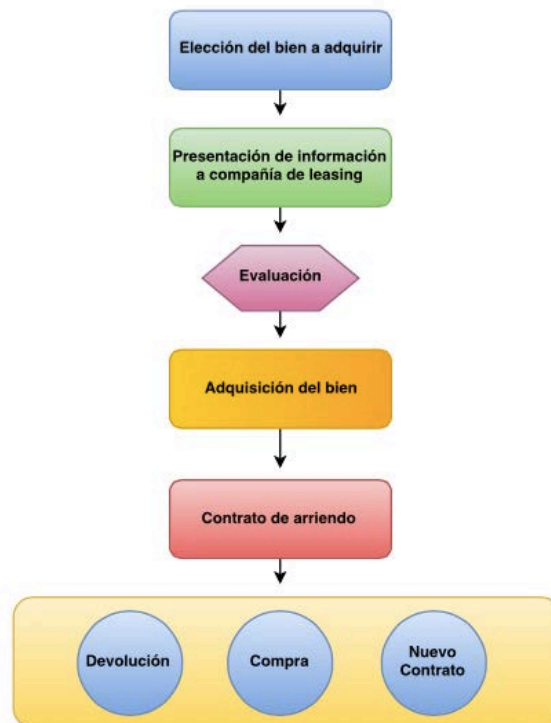 Elección del bien a adquirir
Presentación de información
a compañía de leasing
Evaluación
Adquisición del bien
Contrato de arriendo
Devolución
Compra
Nuevo
Contrato